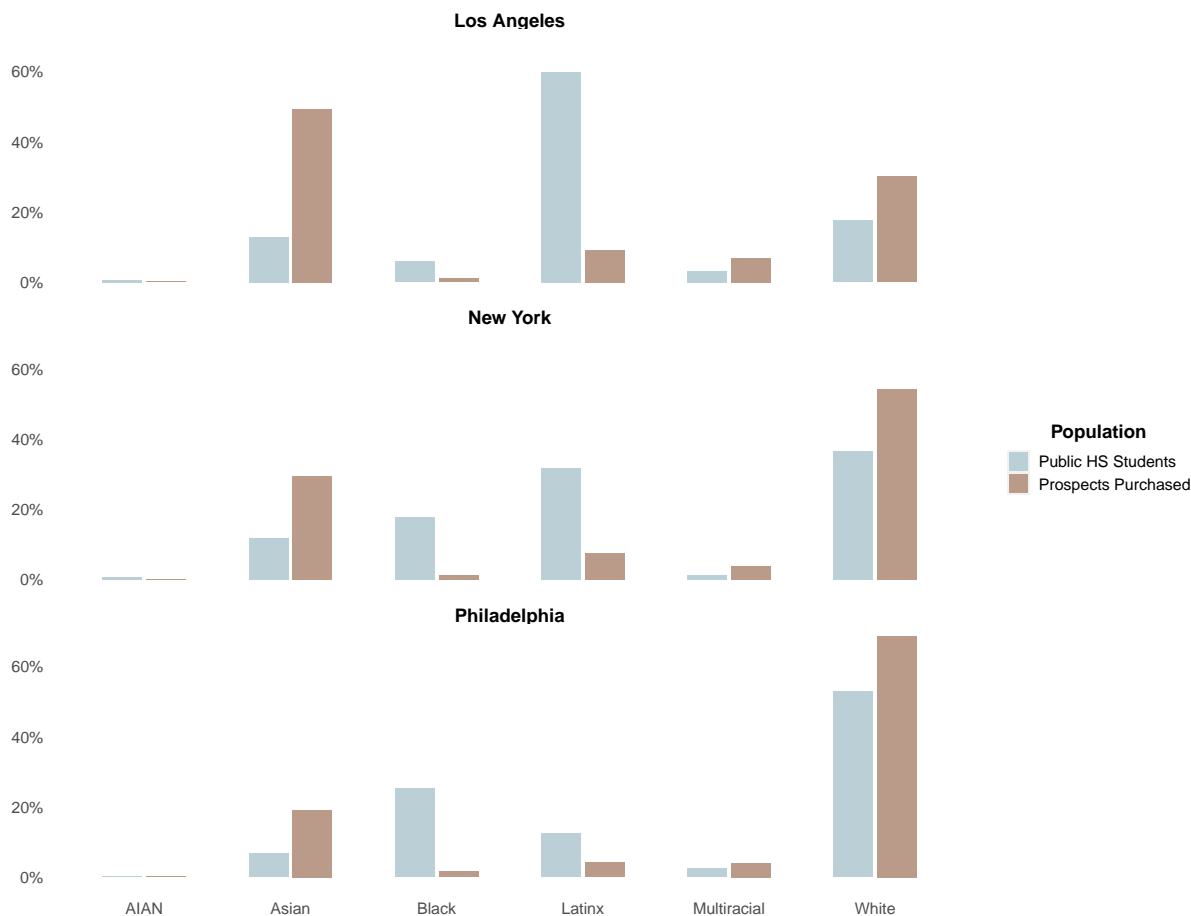 Los Angeles
60%
40%
20%
0%
New York
60%
40%
20%
0%
Population
Public HS Students
Prospects Purchased
Philadelphia
60%
40%
20%
0%
AIAN Asian Black Latinx Multiracial White